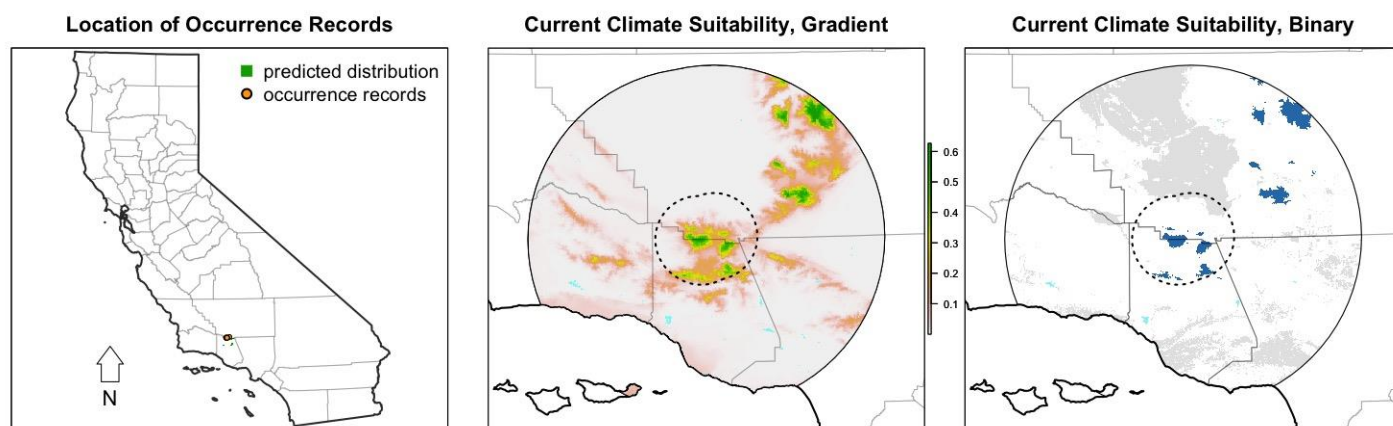 Location of Occurrence Records
predicted distribution
occurrence records
N
Current Climate Suitability, Gradient
0.6
0.5
0.4
0.3
0.2
0.1
Current Climate Suitability, Binary